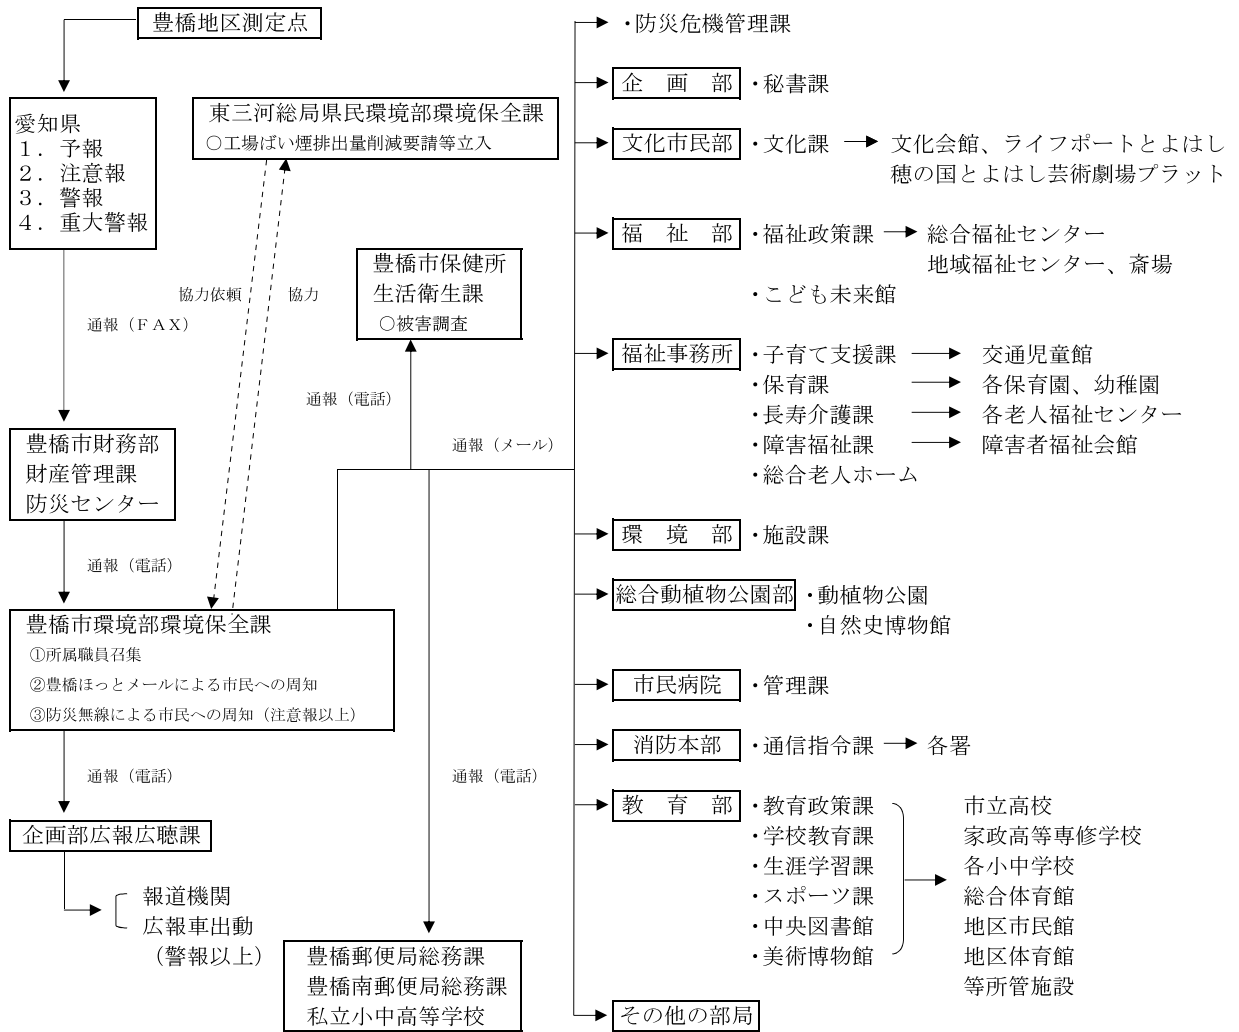 豊橋地区測定点
愛知県
１．予報
２．注意報
３．警報
４．重大警報
東三河総局県民環境部環境保全課
○工場ばい煙排出量削減要請等立入
協力依頼
協力
通報（ＦＡＸ）
豊橋市保健所
生活衛生課
○被害調査
通報（電話）
通報（メール）
豊橋市財務部
財産管理課
防災センター
通報（電話）
豊橋市環境部環境保全課
①所属職員召集
②豊橋ほっとメールによる市民への周知
③防災無線による市民への周知（注意報以上）
通報（電話）
通報（電話）
企画部広報広聴課
報道機関
広報車出動
（警報以上）
豊橋郵便局総務課
豊橋南郵便局総務課
私立小中高等学校
・防災危機管理課
企　画　部 ・秘書課
文化市民部 ・文化課 文化会館、ライフポートとよはし
穂の国とよはし芸術劇場プラット
福　祉　部 ・福祉政策課 総合福祉センター
地域福祉センター、斎場
・こども未来館
福祉事務所 ・子育て支援課 交通児童館
・保育課 各保育園、幼稚園
・長寿介護課 各老人福祉センター
・障害福祉課 障害者福祉会館
・総合老人ホーム
環　境　部 ・施設課
総合動植物公園部 ・動植物公園
・自然史博物館
市民病院 ・管理課
消防本部 ・通信指令課 各署
教　育　部 ・教育政策課 市立高校
・学校教育課 家政高等専修学校
・生涯学習課 各小中学校
・スポーツ課 総合体育館
・中央図書館 地区市民館
・美術博物館 地区体育館
等所管施設
その他の部局